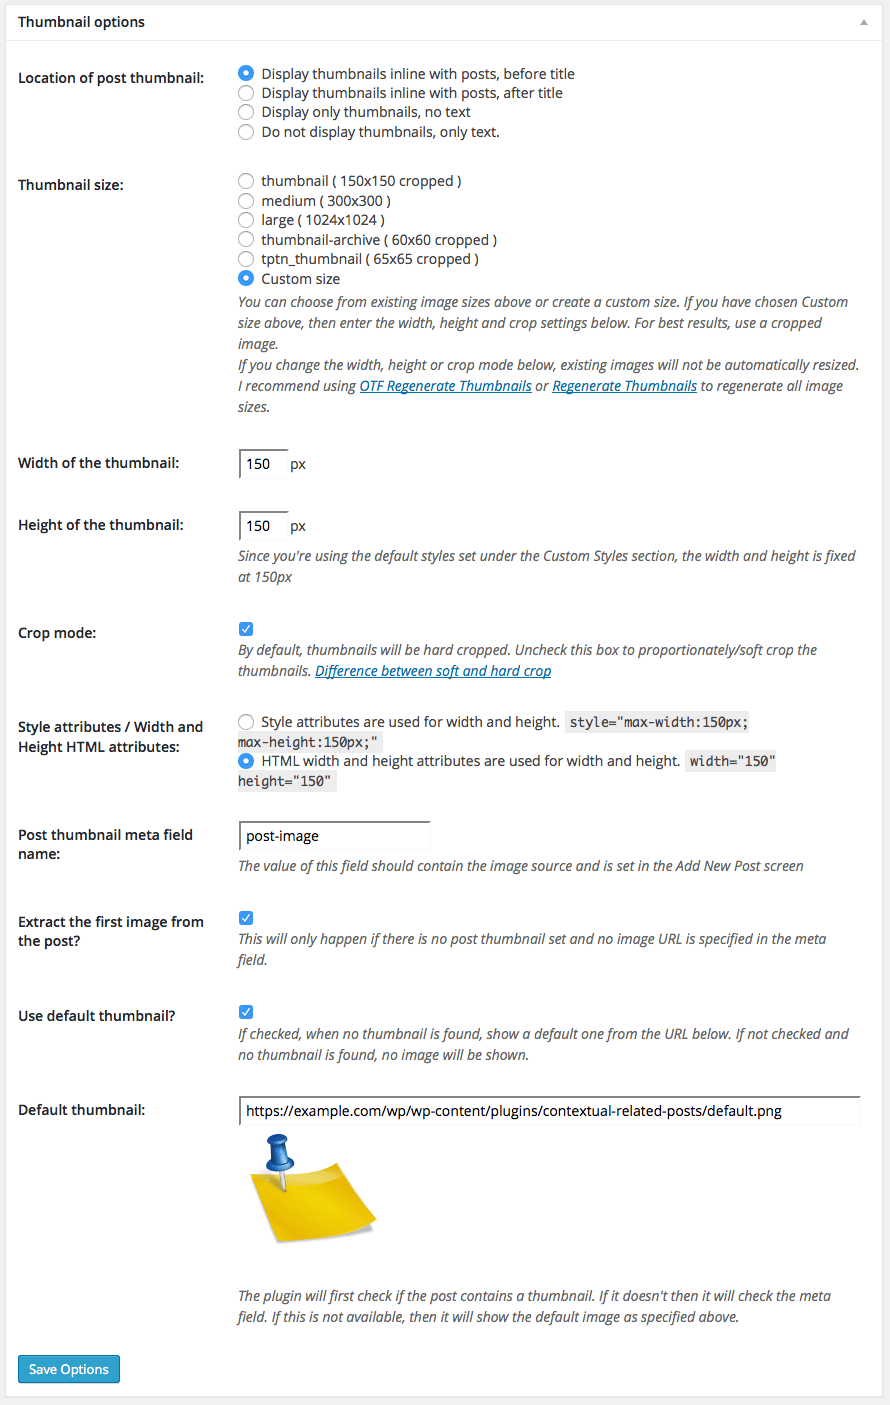 Thumbnail options
Location of post thumbnail:
Display thumbnails inline with posts, before title
Display thumbnails inline with posts, after title
Display only thumbnails, no text
Do not display thumbnails, only text.
Thumbnail size:
thumbnail ( 150x150 cropped )
medium ( 300x300 )
large ( 1024x1024 )
thumbnail-archive ( 60x60 cropped )
tptn_thumbnail ( 65x65 cropped )
Custom size
You can choose from existing image sizes above or create a custom size. If you have chosen Custom
size above, then enter the width, height and crop settings below. For best results, use a cropped
image.
If you change the width, height or crop mode below, existing images will not be automatically resized.
I recommend using OTF Regenerate Thumbnails or Regenerate Thumbnails to regenerate all image
sizes.
Width of the thumbnail:
150 px
Height of the thumbnail:
150 px
Since you're using the default styles set under the Custom Styles section, the width and height is fixed
at 150px
Crop mode:
By default, thumbnails will be hard cropped. Uncheck this box to proportionately/soft crop the
thumbnails. Difference between soft and hard crop
Style attributes / Width and
Height HTML attributes:
Style attributes are used for width and height. style="max-width:150px;
max-height:150px;"
HTML width and height attributes are used for width and height. width="150"
height="150"
Post thumbnail meta field
name:
post-image
The value of this field should contain the image source and is set in the Add New Post screen
Extract the first image from
the post?
This will only happen if there is no post thumbnail set and no image URL is specified in the meta
field.
Use default thumbnail?
If checked, when no thumbnail is found, show a default one from the URL below. If not checked and
no thumbnail is found, no image will be shown.
Default thumbnail:
https://example.com/wp/wp-content/plugins/contextual-related-posts/default.png
The plugin will first check if the post contains a thumbnail. If it doesn't then it will check the meta
field. If this is not available, then it will show the default image as specified above.
Save Options